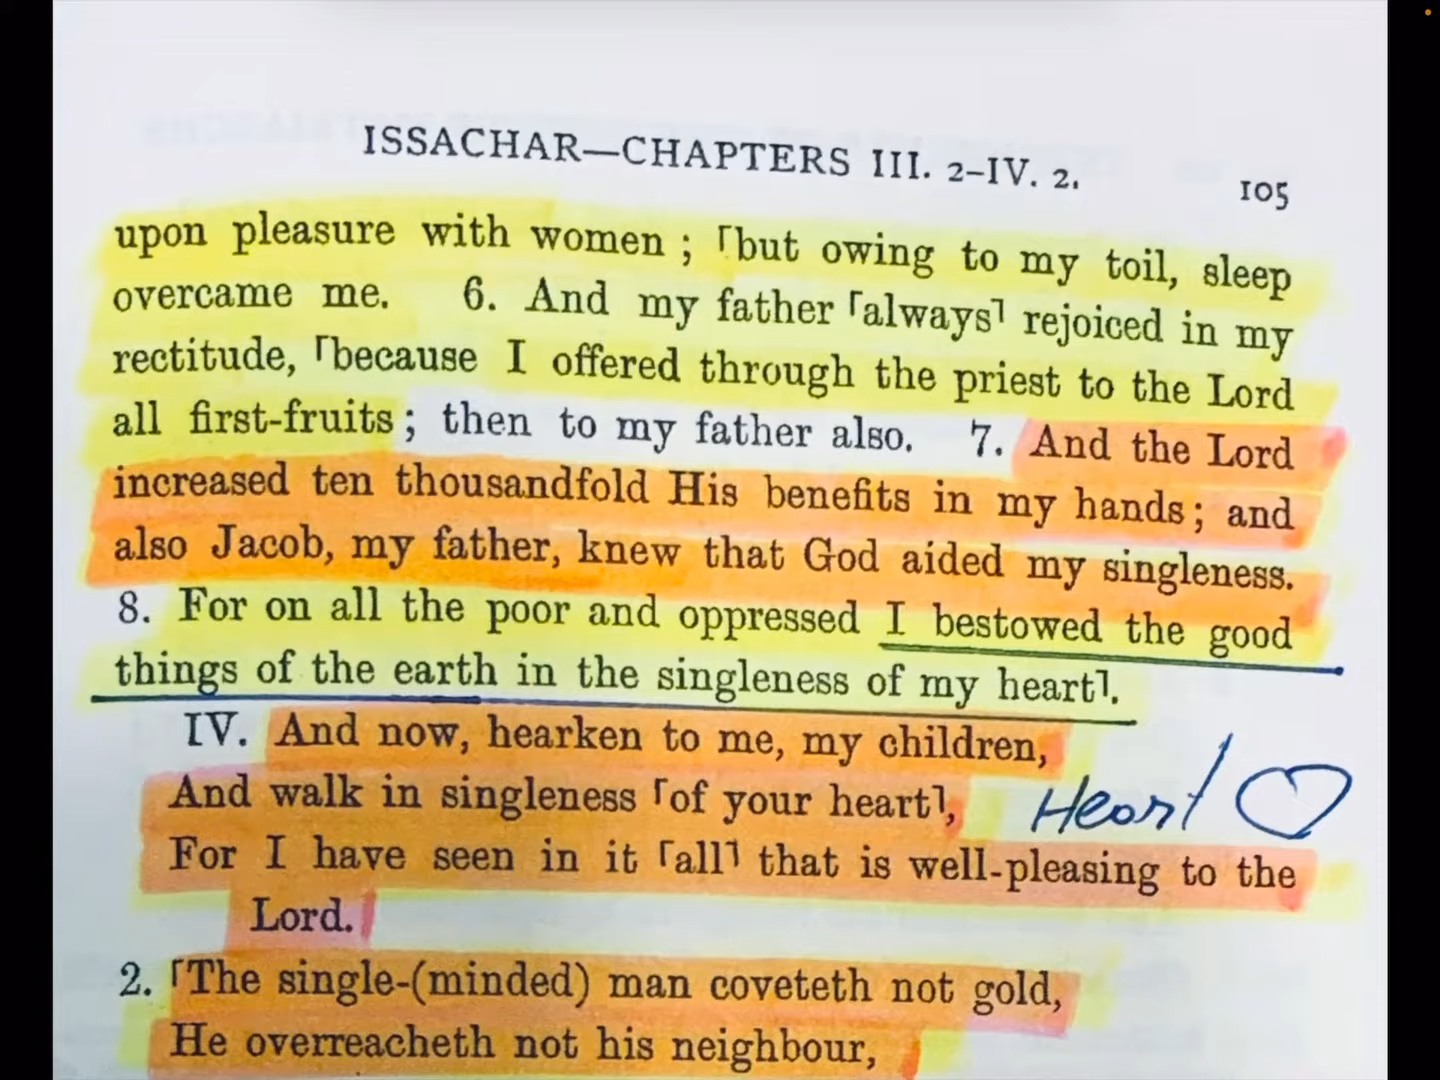 ISSACHAR—CHAPTERS III. 2-IV. 2. 105
upon pleasure with women ; ⌈but owing to my toil, sleep
overcame me. 6. And my father ⌈always⌉ rejoiced in my
rectitude, ⌈because I offered through the priest to the Lord
all first-fruits ; then to my father also. 7. And the Lord
increased ten thousandfold His benefits in my hands ; and
also Jacob, my father, knew that God aided my singleness.
8. For on all the poor and oppressed I bestowed the good
things of the earth in the singleness of my heart⌉.
IV. And now, hearken to me, my children,
And walk in singleness ⌈of your heart⌉,
Heart
For I have seen in it ⌈all⌉ that is well-pleasing to the
Lord.
2. ⌈The single-(minded) man coveteth not gold,
He overreacheth not his neighbour,